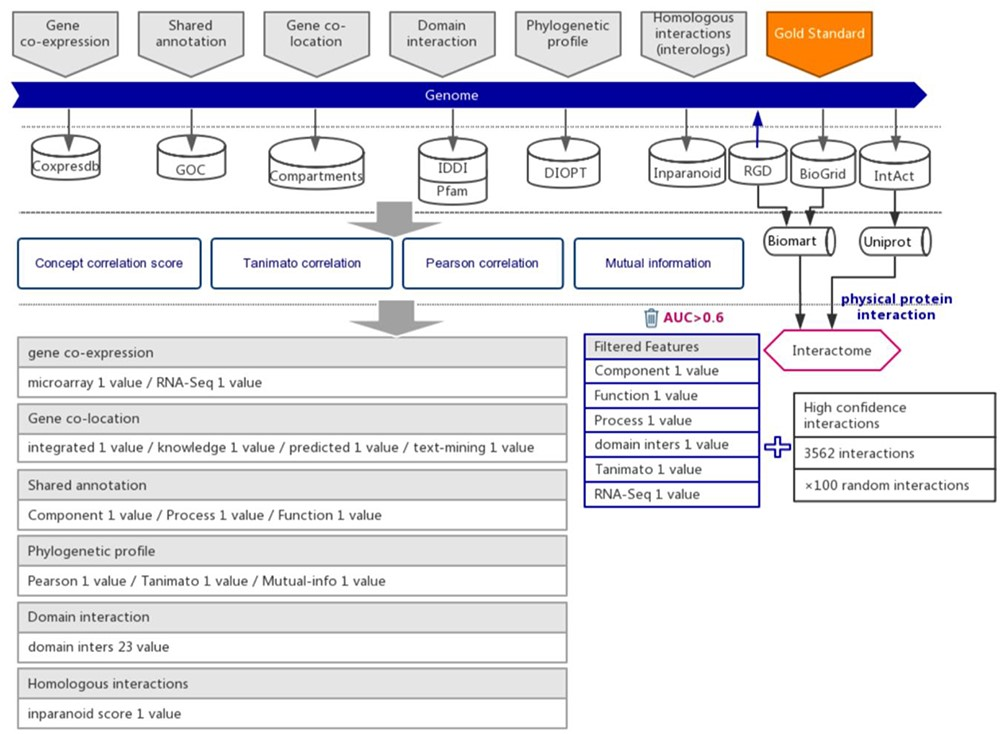 Gene
co-expression
Shared
annotation
Gene co-
location
Domain
interaction
Phylogenetic
profile
Homologous
interactions
(interologs)
Gold Standard
Genome
Coxpresdb
GOC
Compartments
IDDI
Pfam
DIOPT
Inparanoid
RGD
BioGrid
IntAct
Biomart
Uniprot
Concept correlation score
Tanimato correlation
Pearson correlation
Mutual information
physical protein
interaction
AUC>0.6
Interactome
gene co-expression
microarray 1 value / RNA-Seq 1 value
Gene co-location
integrated 1 value / knowledge 1 value / predicted 1 value / text-mining 1 value
Shared annotation
Component 1 value / Process 1 value / Function 1 value
Phylogenetic profile
Pearson 1 value / Tanimato 1 value / Mutual-info 1 value
Domain interaction
domain inters 23 value
Homologous interactions
inparanoid score 1 value
Filtered Features
Component 1 value
Function 1 value
Process 1 value
domain inters 1 value
Tanimato 1 value
RNA-Seq 1 value
High confidence
interactions
3562 interactions
×100 random interactions